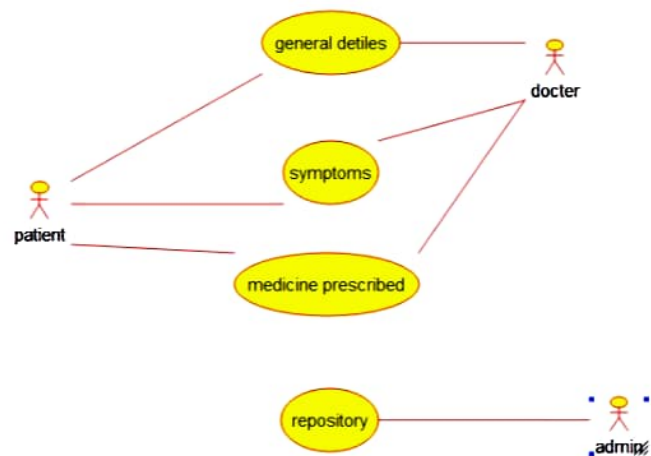 general detiles
docter
symptoms
patient
medicine prescribed
repository
admin